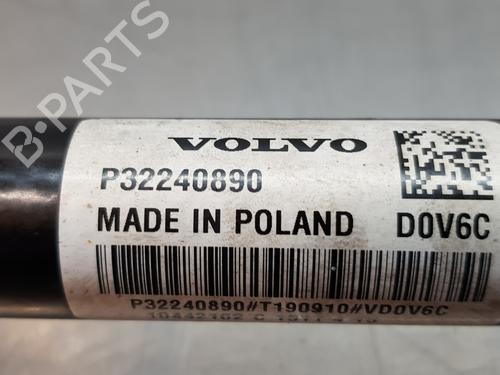 B-PARTS
VOLVO
P32240890
MADE IN POLAND D0V6C
P32240890#T190910#VD0V6C